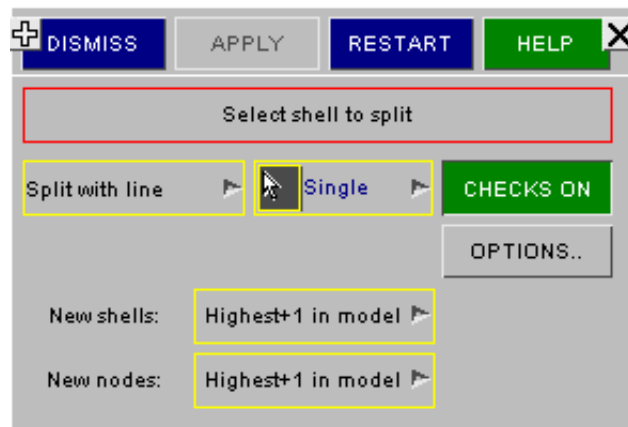 DISMISS APPLY RESTART HELP
Select shell to split
Split with line Single CHECKS ON
OPTIONS..
New shells: Highest+1 in model
New nodes: Highest+1 in model